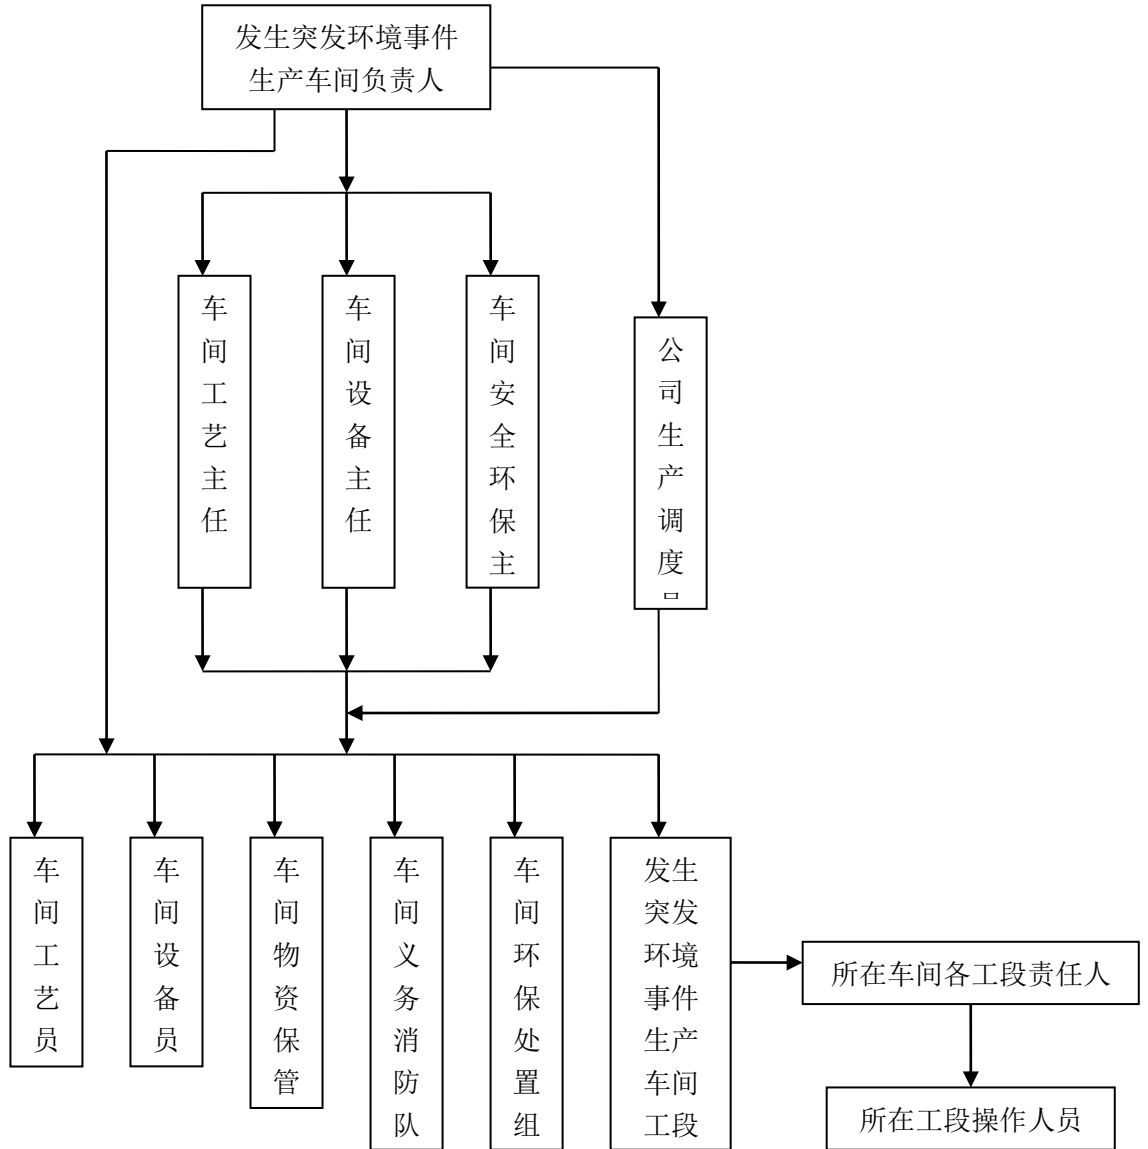 发生突发环境事件
生产车间负责人
车间工艺主任
车间设备主任
车间安全环保主
公司生产调度
车间工艺员
车间设备员
车间物资保管
车间义务消防队
车间环保处置组
发生
突发
环境
事件
生产
车间
工段
所在车间各工段责任人
所在工段操作人员